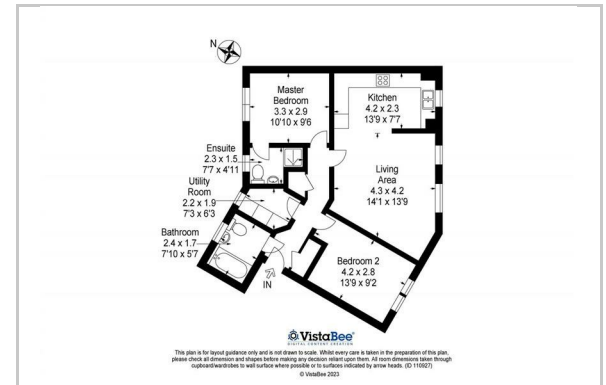 N
Master
Bedroom
3.3 x 2.9
10'10 x 9'6
Kitchen
4.2 x 2.3
13'9 x 7'7
Ensuite
2.3 x 1.5
7'7 x 4'11
Living
Area
4.3 x 4.2
14'1 x 13'9
Utility
Room
2.2 x 1.9
7'3 x 6'3
Bathroom
2.4 x 1.7
7'10 x 5'7
Bedroom 2
4.2 x 2.8
13'9 x 9'2
IN
VistaBee
DIGITAL CONTENT CREATION
This plan is for layout guidance only and is not drawn to scale. Whilst every care is taken in the preparation of this plan,
please check all dimension and shapes before making any decision reliant upon them. All room dimensions taken through
cupboard/wardrobes to wall surface where possible or to surfaces indicated by arrow heads. (ID 110927)
© VistaBee 2023